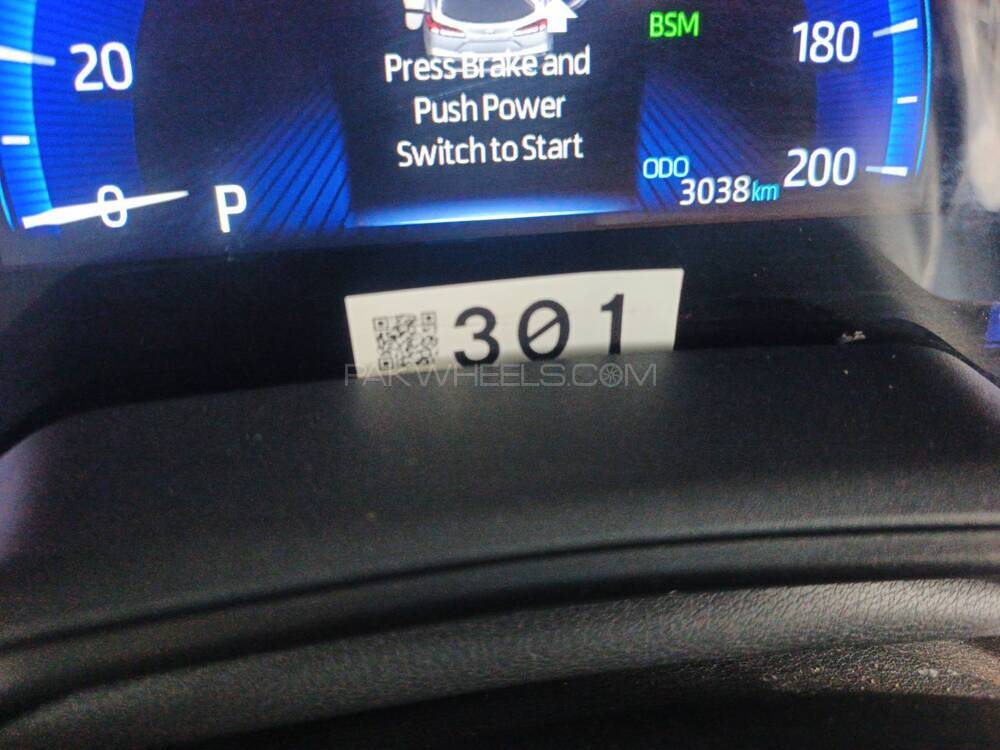 20
BSM
180
Press Brake and
Push Power
Switch to Start
0
P
ODO
3038km
200
301
PAKWHEELS.COM